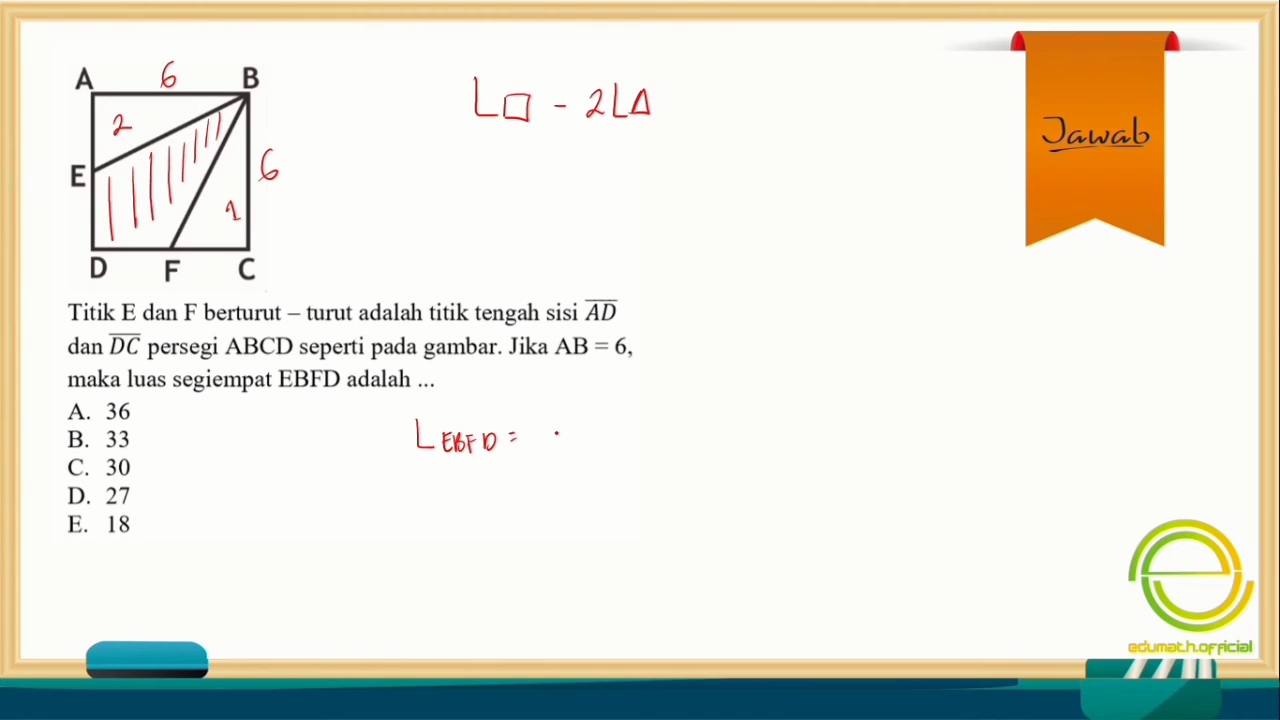 A 6 B
L□ - 2L∆
Jawab
2
E 6
1
D F C
Titik E dan F berturut – turut adalah titik tengah sisi AD
dan DC persegi ABCD seperti pada gambar. Jika AB = 6,
maka luas segiempat EBFD adalah ...
A. 36
B. 33
C. 30
D. 27
E. 18
L EBFD =
edumath.official